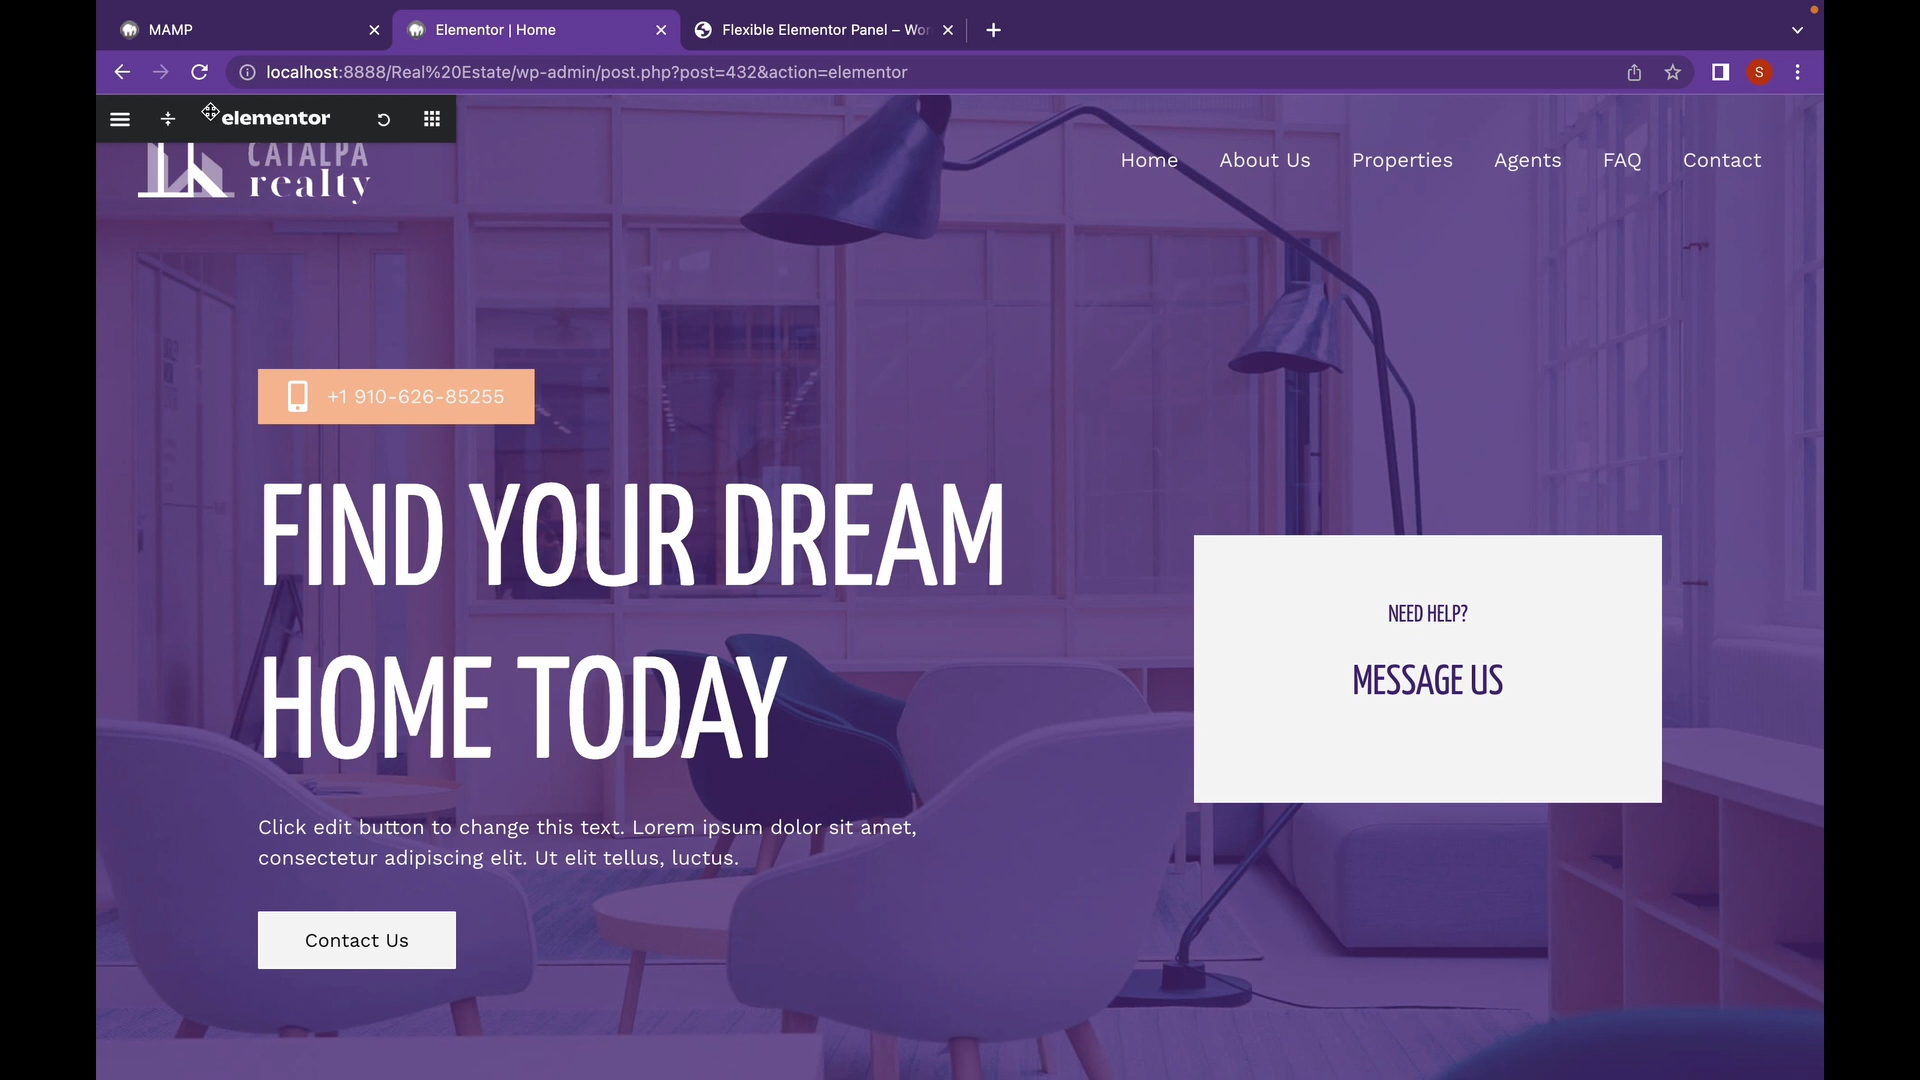 MAMP
Elementor | Home
Flexible Elementor Panel – Wor
localhost:8888/Real%20Estate/wp-admin/post.php?post=432&action=elementor
S
elementor
CATALPA
realty
Home About Us Properties Agents FAQ Contact
+1 910-626-85255
FIND YOUR DREAM
HOME TODAY
NEED HELP?
MESSAGE US
Click edit button to change this text. Lorem ipsum dolor sit amet,
consectetur adipiscing elit. Ut elit tellus, luctus.
Contact Us